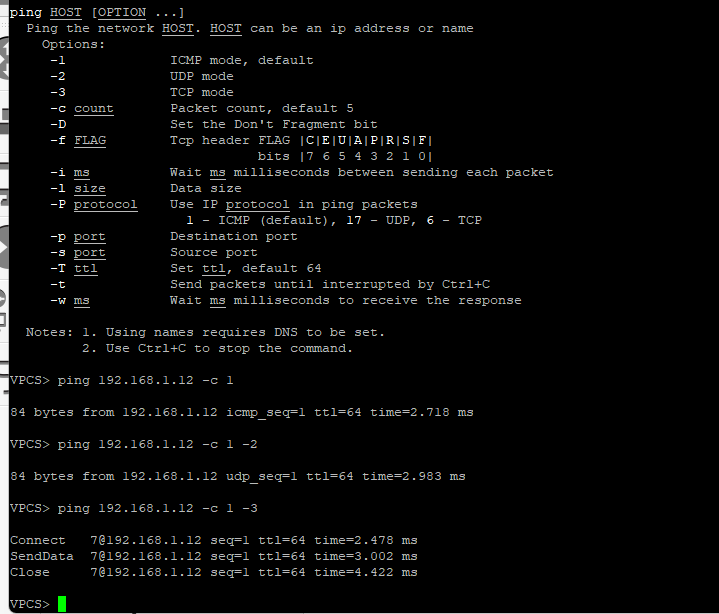 ping HOST [OPTION ...]
Ping the network HOST. HOST can be an ip address or name
Options:
-1 ICMP mode, default
-2 UDP mode
-3 TCP mode
-c count Packet count, default 5
-D Set the Don't Fragment bit
-f FLAG Tcp header FLAG |C|E|U|A|P|R|S|F|
bits |7 6 5 4 3 2 1 0|
-i ms Wait ms milliseconds between sending each packet
-l size Data size
-P protocol Use IP protocol in ping packets
1 - ICMP (default), 17 - UDP, 6 - TCP
-p port Destination port
-s port Source port
-T ttl Set ttl, default 64
-t Send packets until interrupted by Ctrl+C
-w ms Wait ms milliseconds to receive the response
Notes: 1. Using names requires DNS to be set.
2. Use Ctrl+C to stop the command.
VPCS> ping 192.168.1.12 -c 1
84 bytes from 192.168.1.12 icmp_seq=1 ttl=64 time=2.718 ms
VPCS> ping 192.168.1.12 -c 1 -2
84 bytes from 192.168.1.12 udp_seq=1 ttl=64 time=2.983 ms
VPCS> ping 192.168.1.12 -c 1 -3
Connect 7@192.168.1.12 seq=1 ttl=64 time=2.478 ms
SendData 7@192.168.1.12 seq=1 ttl=64 time=3.002 ms
Close 7@192.168.1.12 seq=1 ttl=64 time=4.422 ms
VPCS>